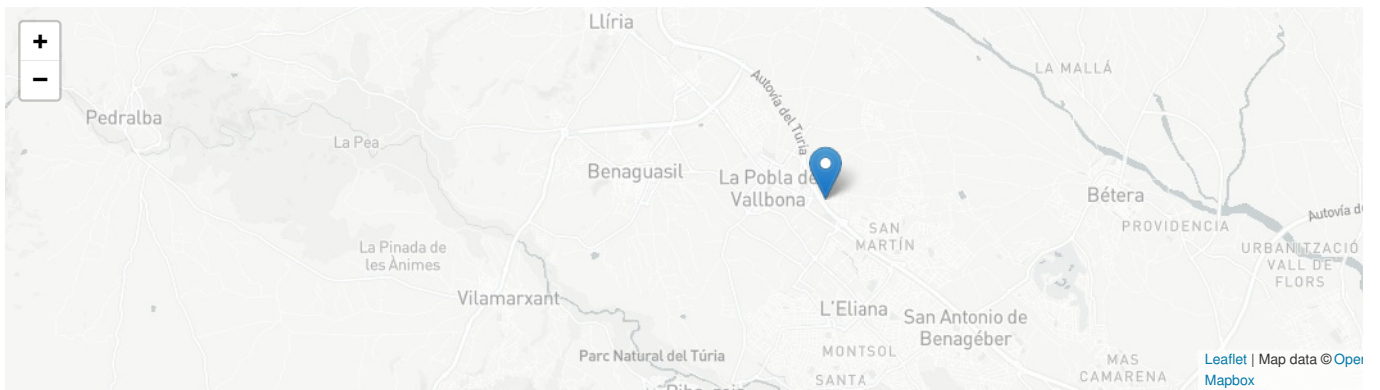 +
−
Llíria
LA MALLÁ
Autovía del Turia
Pedralba
La Pea
Benaguasil
La Pobla de
Vallbona
Bétera
Autovía d
SAN
MARTÍN
PROVIDENCIA
La Pinada de
les Ànimes
URBANITZACIÓ
VALL DE
FLORS
Vilamarxant
L'Eliana
San Antonio de
Benagéber
Parc Natural del Túria
MONTSOL
MAS
CAMARENA
SANTA
Leaflet | Map data © Oper
Mapbox